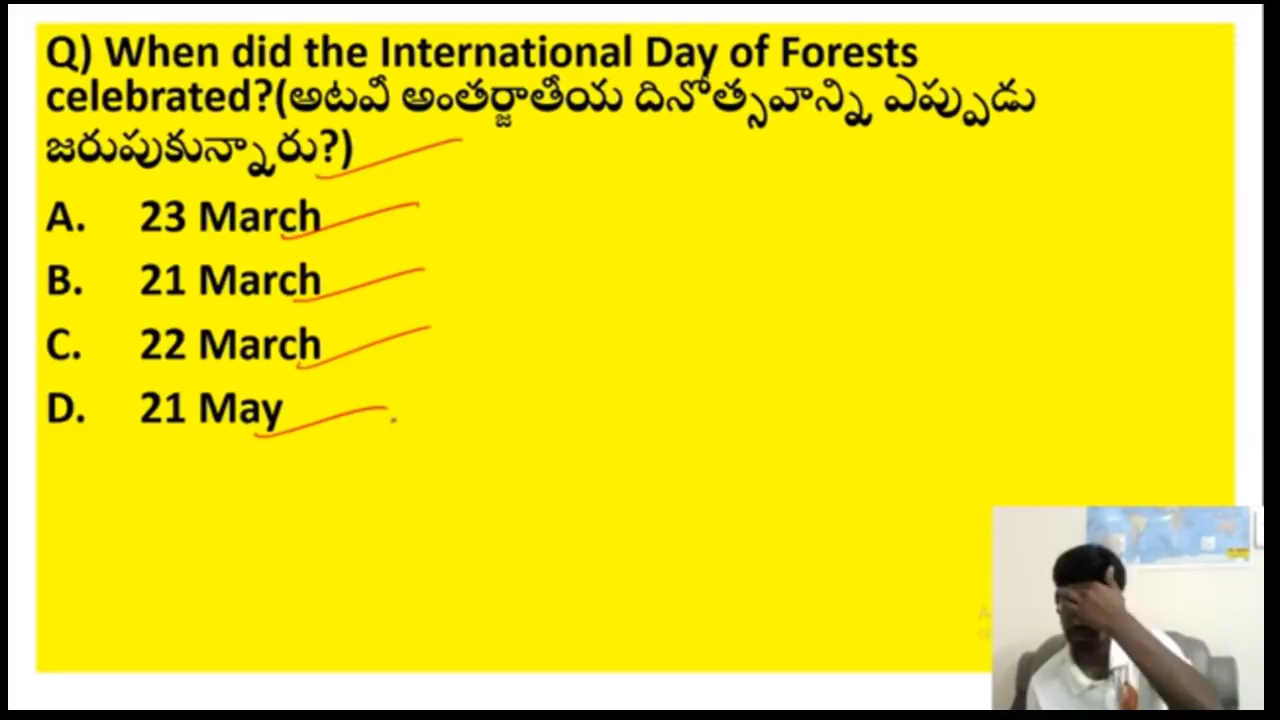 Q) When did the International Day of Forests
celebrated?(అటవీ అంతర్జాతీయ దినోత్సవాన్ని ఎప్పుడు
జరుపుకున్నారు?)
A. 23 March
B. 21 March
C. 22 March
D. 21 May